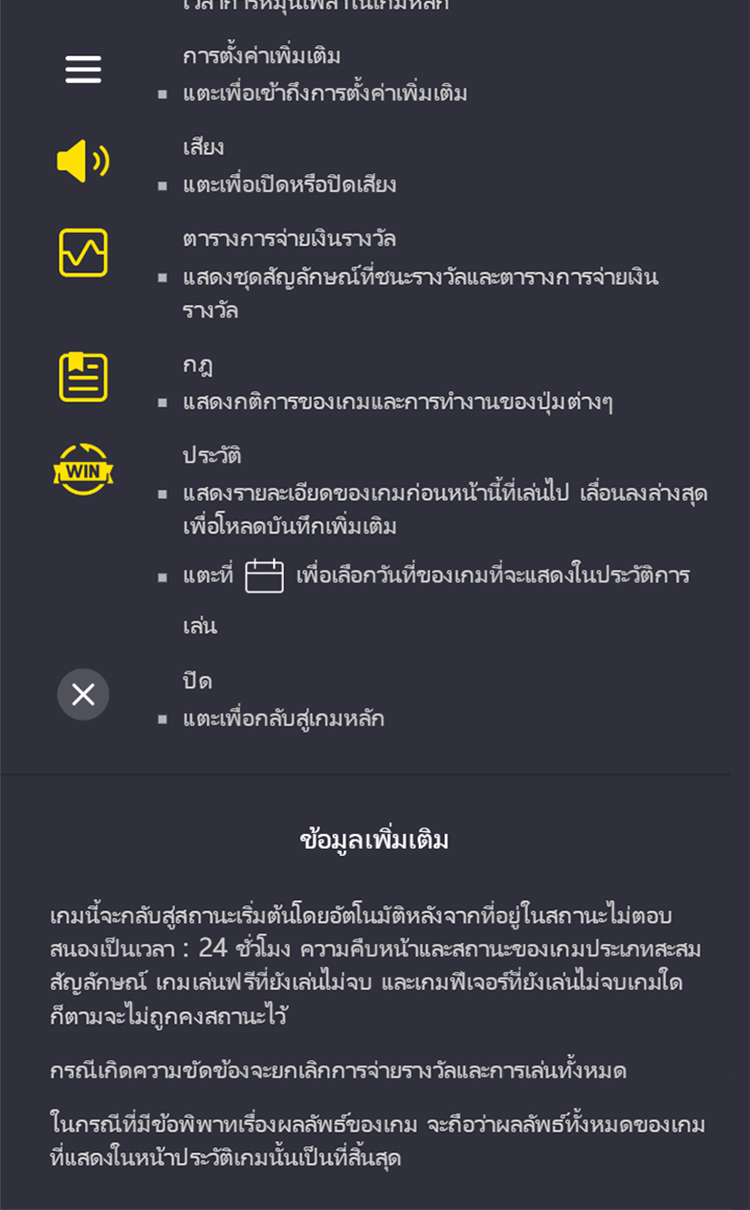 เวลาการหมุนเพลาในเกมหลัก
การตั้งค่าเพิ่มเติม
แตะเพื่อเข้าถึงการตั้งค่าเพิ่มเติม
เสียง
แตะเพื่อเปิดหรือปิดเสียง
ตารางการจ่ายเงินรางวัล
แสดงชุดสัญลักษณ์ที่ชนะรางวัลและตารางการจ่ายเงิน
รางวัล
กฎ
แสดงกติการของเกมและการทำงานของปุ่มต่างๆ
WIN
ประวัติ
แสดงรายละเอียดของเกมก่อนหน้านี้ที่เล่นไป เลื่อนลงล่างสุด
เพื่อโหลดบันทึกเพิ่มเติม
แตะที่ เพื่อเลือกวันที่ของเกมที่จะแสดงในประวัติการ
เล่น
ปิด
แตะเพื่อกลับสู่เกมหลัก
ข้อมูลเพิ่มเติม
เกมนี้จะกลับสู่สถานะเริ่มต้นโดยอัตโนมัติหลังจากที่อยู่ในสถานะไม่ตอบ
สนองเป็นเวลา : 24 ชั่วโมง ความคืบหน้าและสถานะของเกมประเภทสะสม
สัญลักษณ์ เกมเล่นฟรีที่ยังเล่นไม่จบ และเกมฟีเจอร์ที่ยังเล่นไม่จบเกมใด
ก็ตามจะไม่ถูกคงสถานะไว้
กรณีเกิดความขัดข้องจะยกเลิกการจ่ายรางวัลและการเล่นทั้งหมด
ในกรณีที่มีข้อพิพาทเรื่องผลลัพธ์ของเกม จะถือว่าผลลัพธ์ทั้งหมดของเกม
ที่แสดงในหน้าประวัติเกมนั้นเป็นที่สิ้นสุด